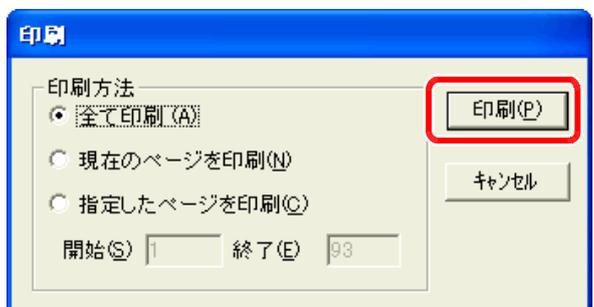 印刷
印刷方法
全て印刷(A)
印刷(P)
現在のページを印刷(N)
キャンセル
指定したページを印刷(C)
開始(S) 1 終了(E) 93